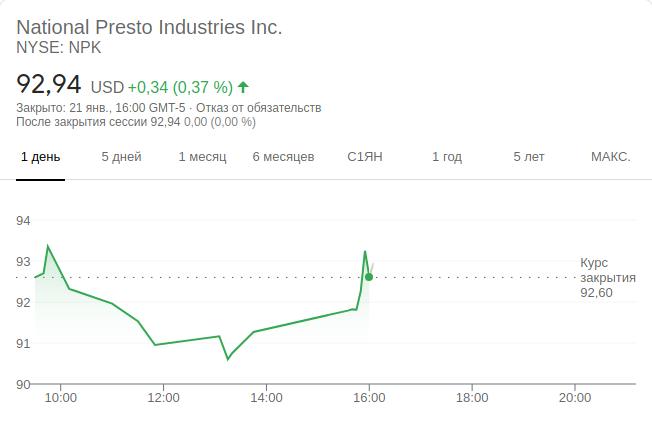 National Presto Industries Inc.
NYSE: NPK
92,94 USD +0,34 (0,37 %)
Закрыто: 21 янв., 16:00 GMT-5 · Отказ от обязательств
После закрытия сессии 92,94 0,00 (0,00 %)
1 день 5 дней 1 месяц 6 месяцев С1ЯН 1 год 5 лет МАКС.
94
93
92
91
90
Курс
закрытия
92,60
10:00 12:00 14:00 16:00 18:00 20:00